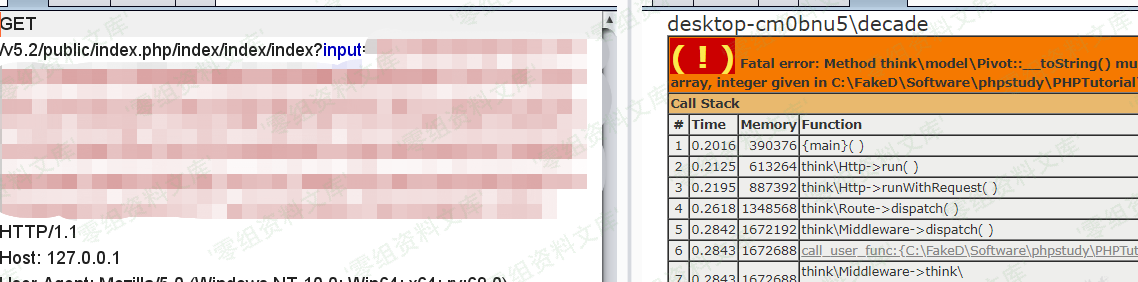 GET
/v5.2/public/index.php/index/index/index?input=
HTTP/1.1
Host: 127.0.0.1
User-Agent: Mozilla/5.0 (Windows NT 10.0; Win64; x64; rv:69.0)
desktop-cm0bnu5\decade
( ! ) Fatal error: Method think\model\Pivot::__toString() mu
array, integer given in C:\FakeD\Software\phpstudy\PHPTutorial
Call Stack
# Time Memory Function
1 0.2016 390376 {main}( )
2 0.2125 613264 think\Http->run( )
3 0.2195 887392 think\Http->runWithRequest( )
4 0.2618 1348568 think\Route->dispatch( )
5 0.2842 1672192 think\Middleware->dispatch( )
6 0.2843 1672688 call_user_func:{C:\FakeD\Software\phpstudy\PHPTu
7 0.2843 1672688 think\Middleware->think\
零组资料文库